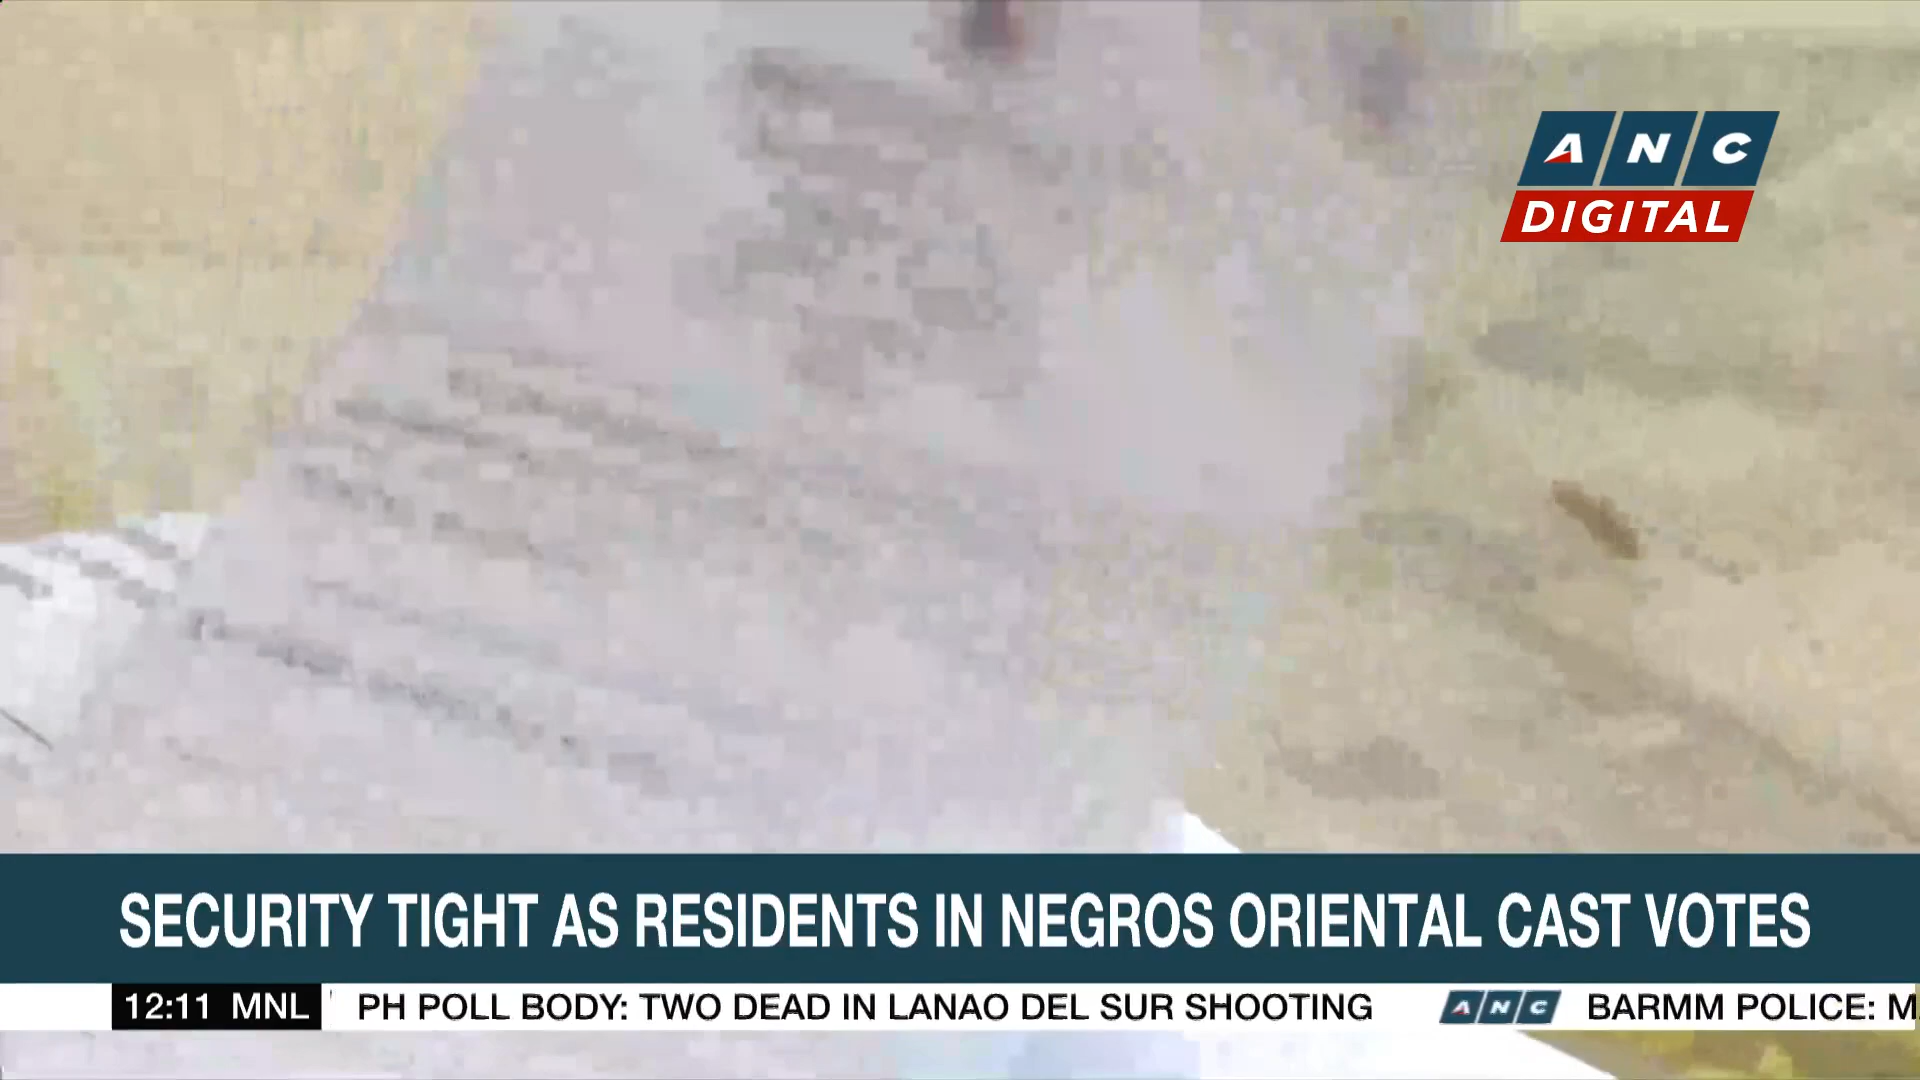 ANC
DIGITAL
SECURITY TIGHT AS RESIDENTS IN NEGROS ORIENTAL CAST VOTES
12:11 MNL PH POLL BODY: TWO DEAD IN LANAO DEL SUR SHOOTING ANC BARMM POLICE: